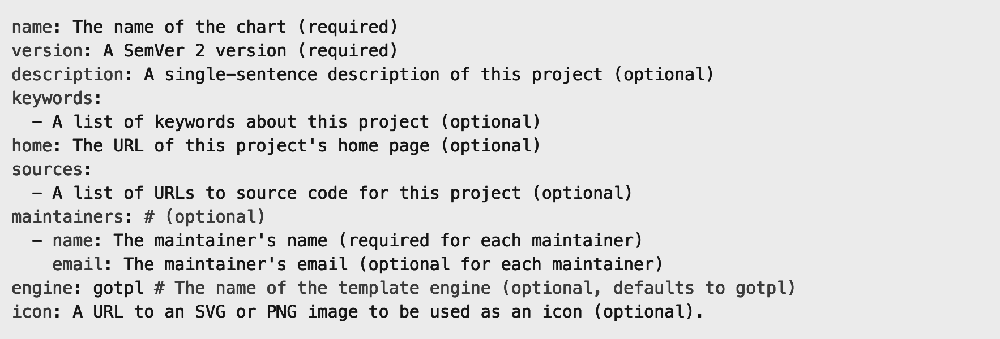 name: The name of the chart (required)
version: A SemVer 2 version (required)
description: A single-sentence description of this project (optional)
keywords:
  - A list of keywords about this project (optional)
home: The URL of this project's home page (optional)
sources:
  - A list of URLs to source code for this project (optional)
maintainers: # (optional)
  - name: The maintainer's name (required for each maintainer)
    email: The maintainer's email (optional for each maintainer)
engine: gotpl # The name of the template engine (optional, defaults to gotpl)
icon: A URL to an SVG or PNG image to be used as an icon (optional).